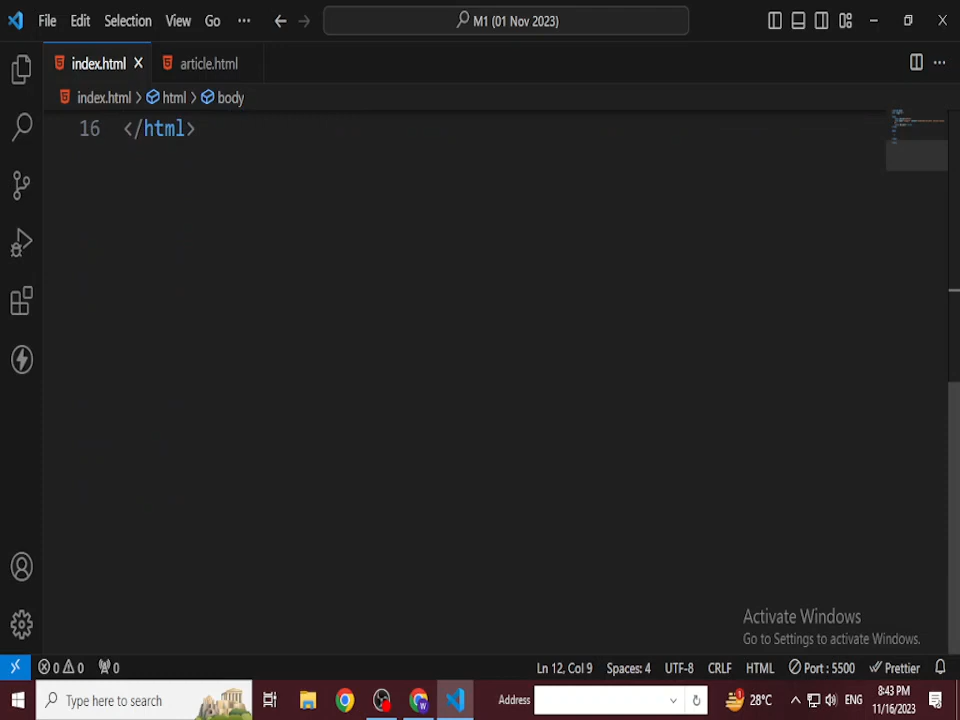 File Edit Selection View Go ··· M1 (01 Nov 2023)
index.html article.html
index.html > html > body
16 </html>
Activate Windows
Go to Settings to activate Windows.
0 0 0 Ln 12, Col 9 Spaces: 4 UTF-8 CRLF HTML Port : 5500 Prettier
Type here to search Address 28°C ENG 8:43 PM
11/16/2023